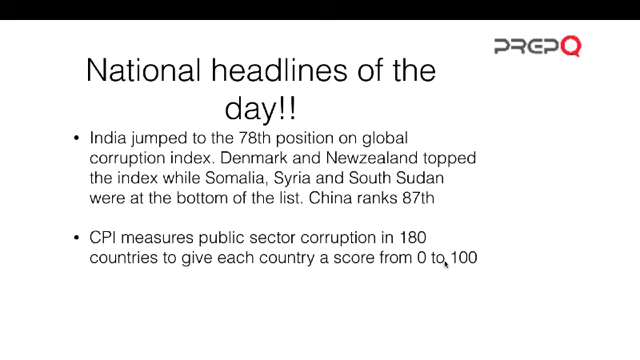 PREPQ
National headlines of the
day!!
• India jumped to the 78th position on global
corruption index. Denmark and Newzealand topped
the index while Somalia, Syria and South Sudan
were at the bottom of the list. China ranks 87th
• CPI measures public sector corruption in 180
countries to give each country a score from 0 to 100